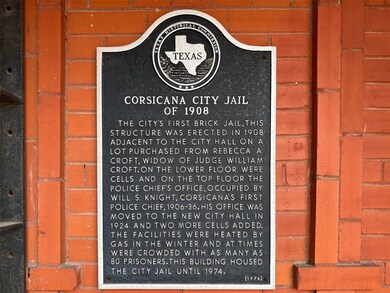 TEXAS HISTORICAL COMMISSION
TEXAS
CORSICANA CITY JAIL
OF 1908
THE CITY'S FIRST BRICK JAIL, THIS
STRUCTURE WAS ERECTED IN 1908
ADJACENT TO THE CITY HALL ON A
LOT PURCHASED FROM REBECCA A.
CROFT, WIDOW OF JUDGE WILLIAM
CROFT. ON THE LOWER FLOOR WERE
CELLS AND ON THE TOP FLOOR THE
POLICE CHIEF'S OFFICE, OCCUPIED BY
WILL S. KNIGHT, CORSICANA'S FIRST
POLICE CHIEF, 1906-36. HIS OFFICE WAS
MOVED TO THE NEW CITY HALL IN
1924 AND TWO MORE CELLS ADDED.
THE FACILITIES WERE HEATED BY
GAS IN THE WINTER AND AT TIMES
WERE CROWDED WITH AS MANY AS
80 PRISONERS. THIS BUILDING HOUSED
THE CITY JAIL UNTIL 1974.
(1976)